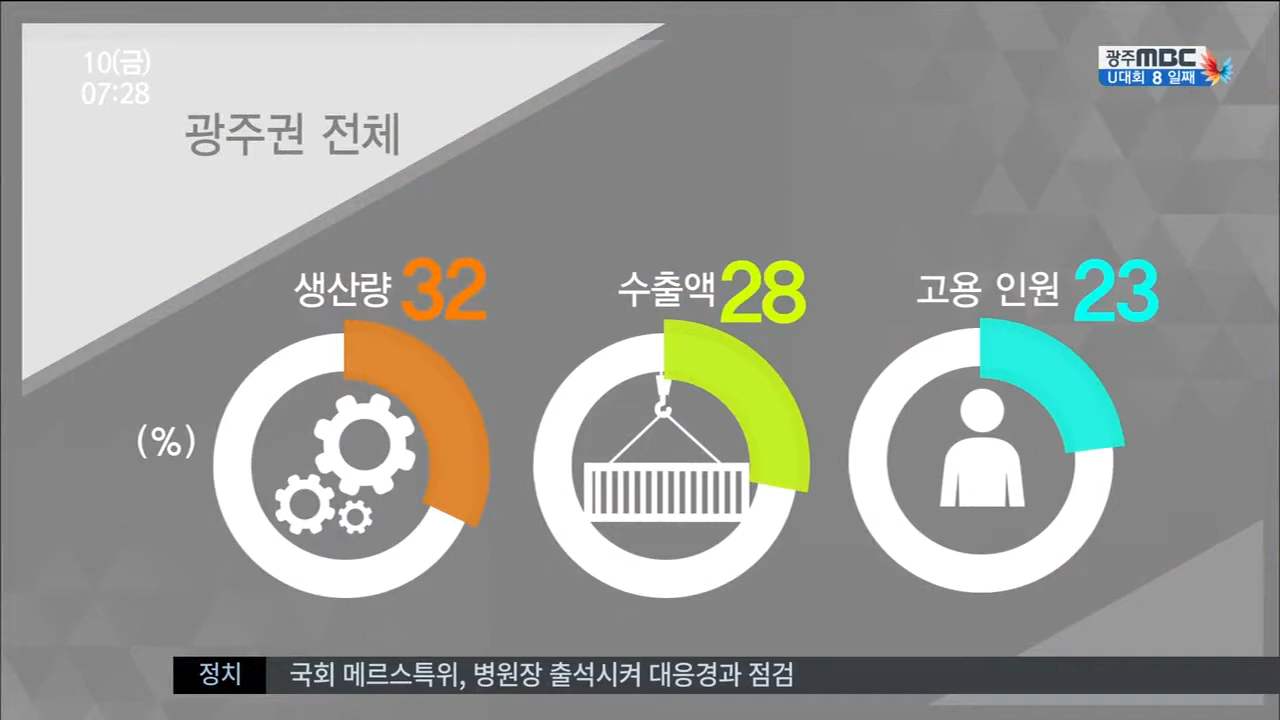 10(금)
07:28
광주MBC
U대회 8 일째
광주권 전체
생산량 32
수출액 28
고용 인원 23
(%)
정치 국회 메르스특위, 병원장 출석시켜 대응경과 점검